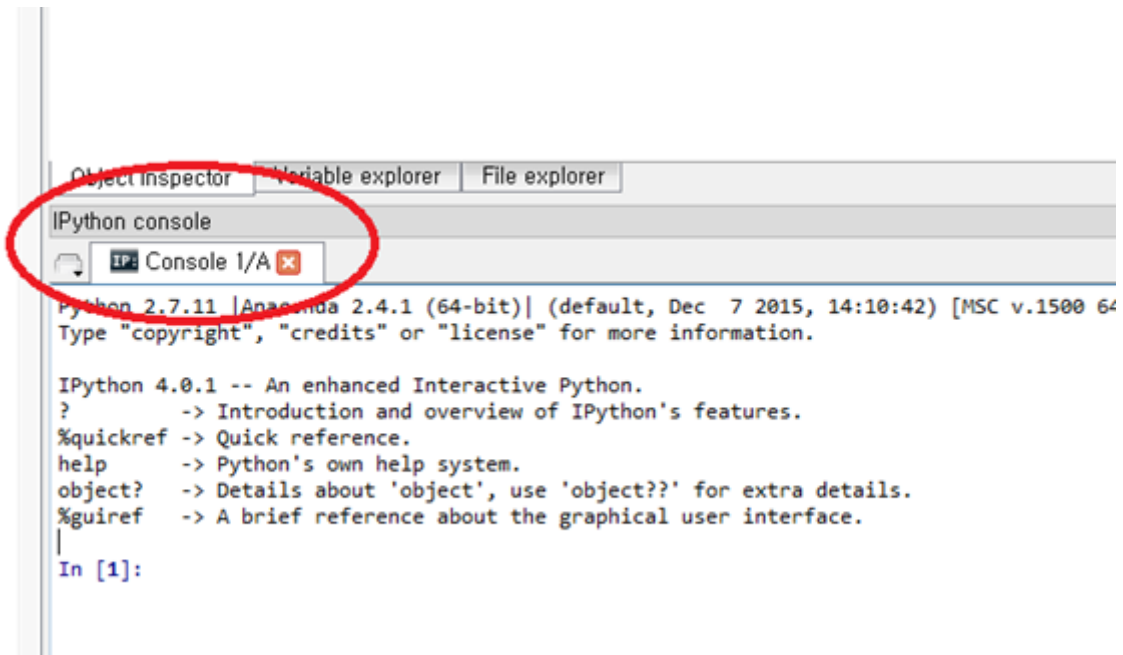 Object inspector Variable explorer File explorer
IPython console
IP: Console 1/A
Python 2.7.11 |Anaconda 2.4.1 (64-bit)| (default, Dec  7 2015, 14:10:42) [MSC v.1500 64
Type "copyright", "credits" or "license" for more information.
IPython 4.0.1 -- An enhanced Interactive Python.
?         -> Introduction and overview of IPython's features.
%quickref -> Quick reference.
help      -> Python's own help system.
object?   -> Details about 'object', use 'object??' for extra details.
%guiref   -> A brief reference about the graphical user interface.
In [1]: